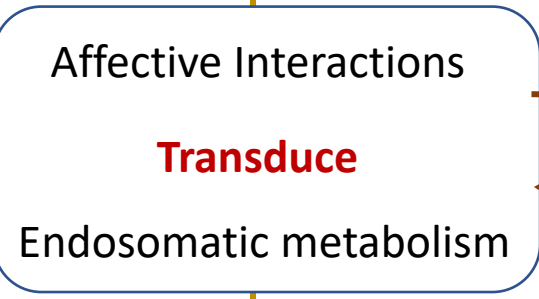 Affective Interactions
Transduce
Endosomatic metabolism